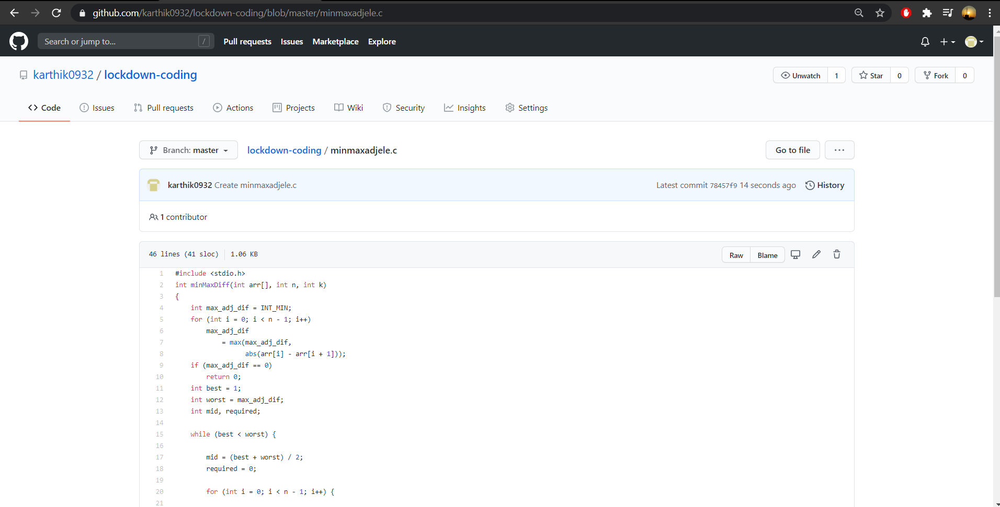 github.com/karthik0932/lockdown-coding/blob/master/minmaxadjele.c
Search or jump to... / Pull requests Issues Marketplace Explore
karthik0932 / lockdown-coding Unwatch 1 Star 0 Fork 0
<> Code Issues Pull requests Actions Projects Wiki Security Insights Settings
Branch: master lockdown-coding / minmaxadjele.c Go to file ...
karthik0932 Create minmaxadjele.c Latest commit 78457f9 14 seconds ago History
1 contributor
46 lines (41 sloc) 1.06 KB Raw Blame
1 #include <stdio.h>
2 int minMaxDiff(int arr[], int n, int k)
3 {
4 int max_adj_dif = INT_MIN;
5 for (int i = 0; i < n - 1; i++)
6 max_adj_dif
7 = max(max_adj_dif,
8 abs(arr[i] - arr[i + 1]));
9 if (max_adj_dif == 0)
10 return 0;
11 int best = 1;
12 int worst = max_adj_dif;
13 int mid, required;
14
15 while (best < worst) {
16
17 mid = (best + worst) / 2;
18 required = 0;
19
20 for (int i = 0; i < n - 1; i++) {
21